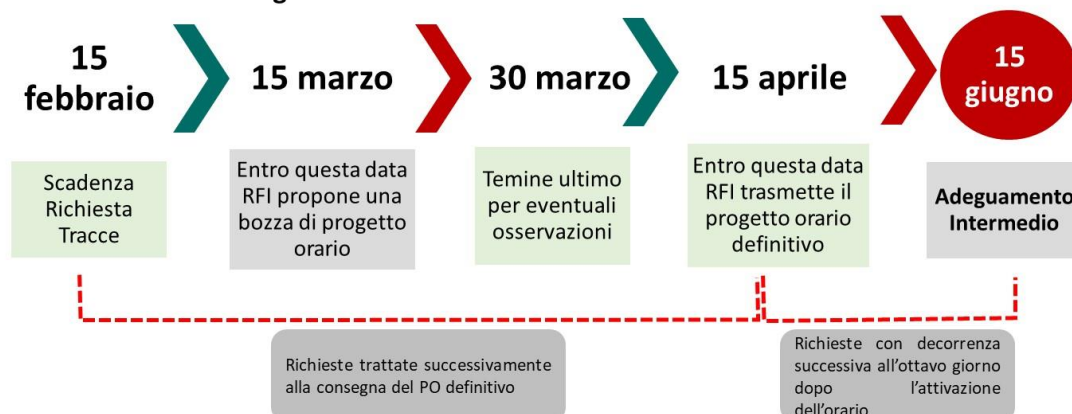 15
febbraio
15 marzo
30 marzo
15 aprile
15
giugno
Scadenza
Richiesta
Tracce
Entro questa data
RFI propone una
bozza di progetto
orario
Temine ultimo
per eventuali
osservazioni
Entro questa data
RFI trasmette il
progetto orario
definitivo
Adeguamento
Intermedio
Richieste trattate successivamente
alla consegna del PO definitivo
Richieste con decorrenza
successiva all'ottavo giorno
dopo l'attivazione
dell'orario